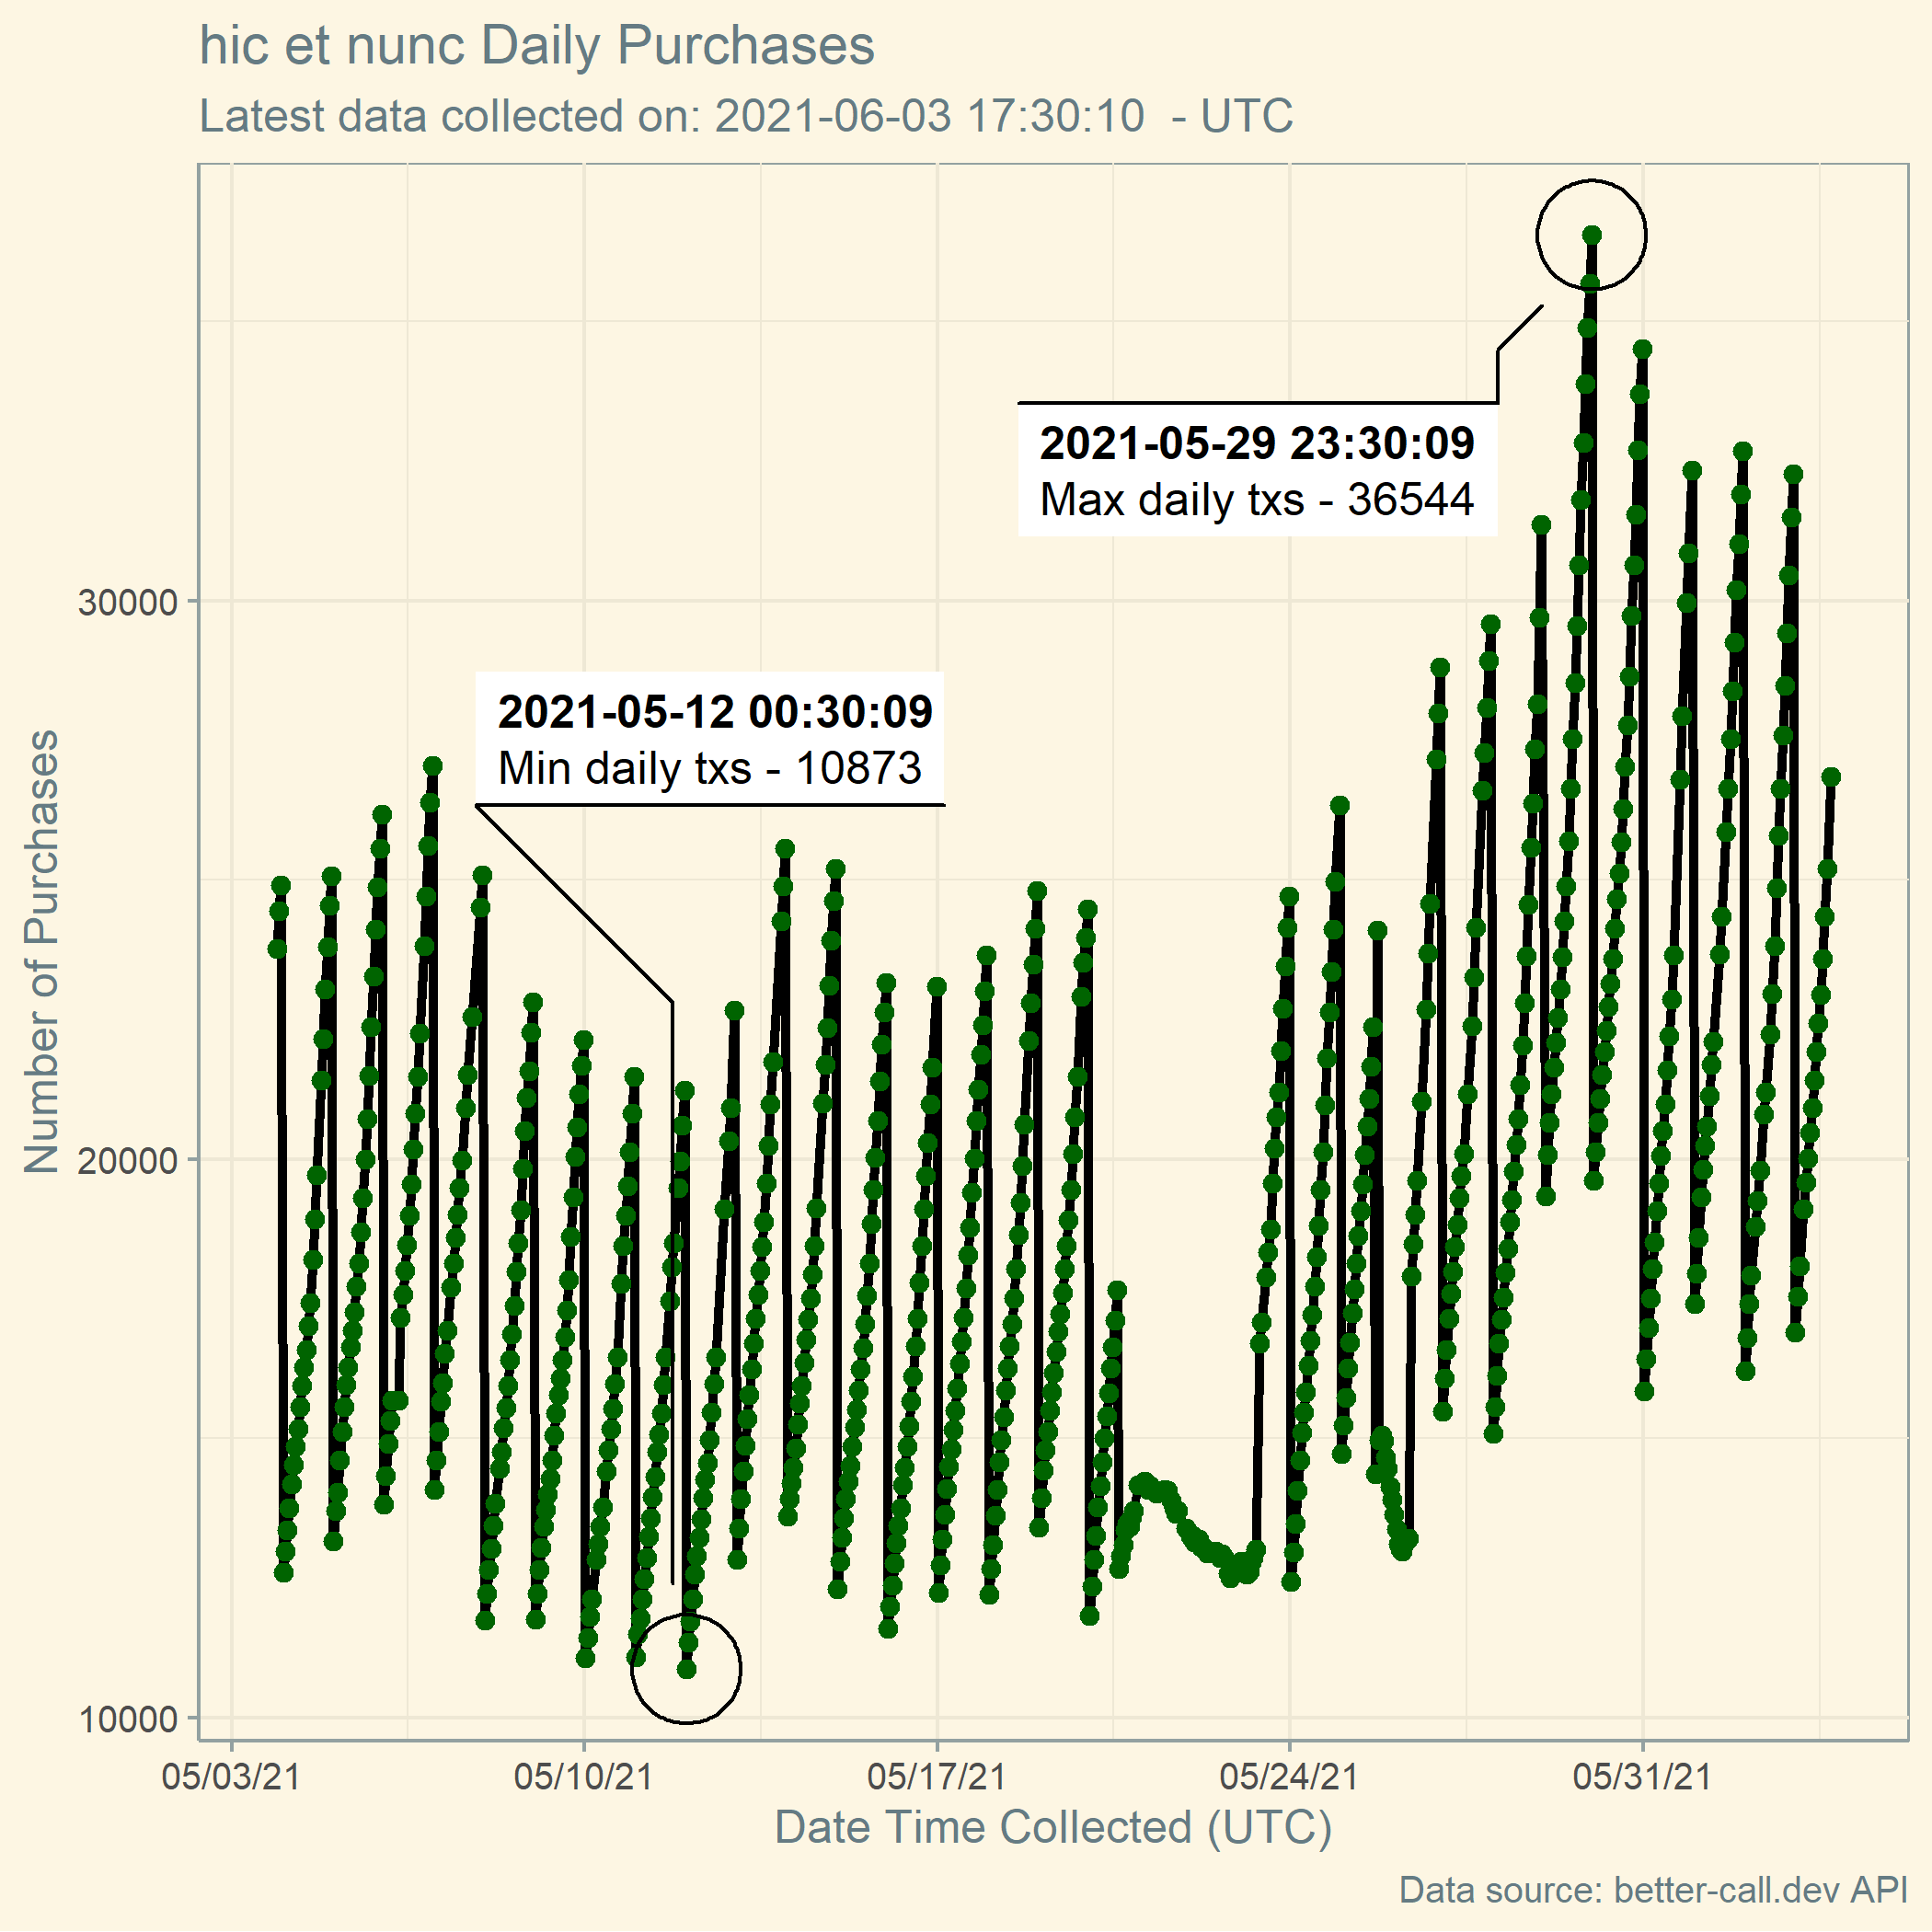 hic et nunc Daily Purchases
Latest data collected on: 2021-06-03 17:30:10  - UTC
2021-05-29 23:30:09
Max daily txs - 36544
2021-05-12 00:30:09
Min daily txs - 10873
Number of Purchases
30000
20000
10000
05/03/21
05/10/21
05/17/21
05/24/21
05/31/21
Date Time Collected (UTC)
Data source: better-call.dev API